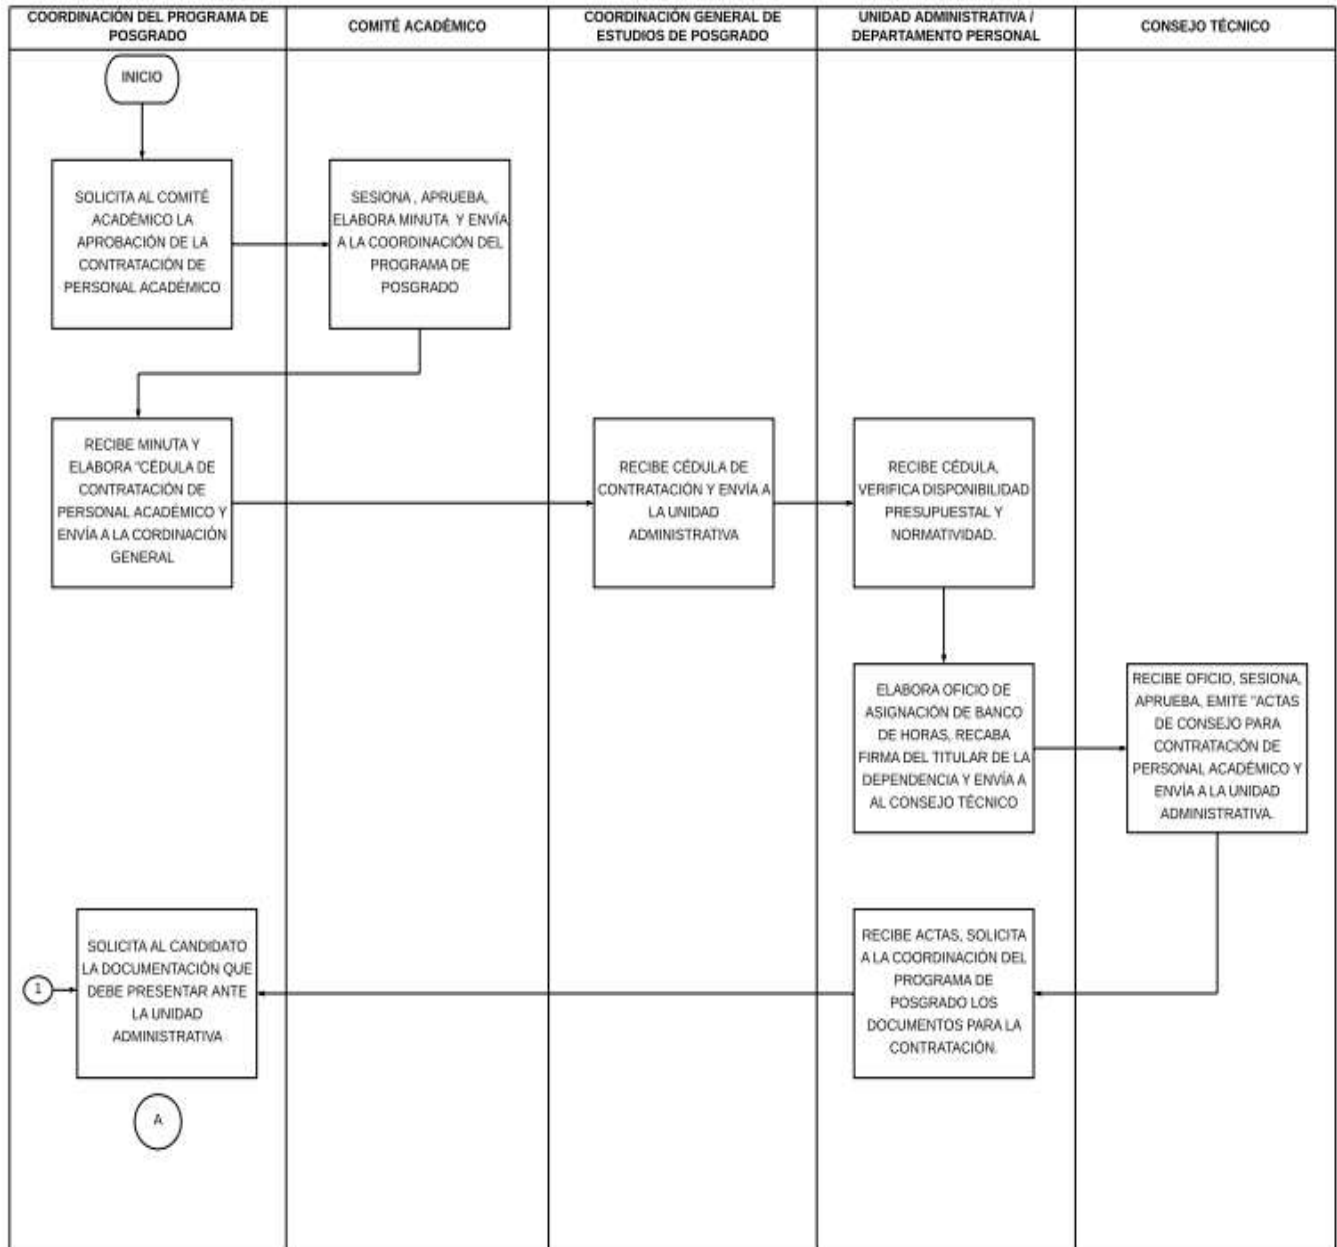 COORDINACIÓN DEL PROGRAMA DE
POSGRADO
COMITÉ ACADÉMICO
COORDINACIÓN GENERAL DE
ESTUDIOS DE POSGRADO
UNIDAD ADMINISTRATIVA /
DEPARTAMENTO PERSONAL
CONSEJO TÉCNICO
INICIO
SOLICITA AL COMITÉ
ACADÉMICO LA
APROBACIÓN DE LA
CONTRATACIÓN DE
PERSONAL ACADÉMICO
SESIONA , APRUEBA,
ELABORA MINUTA Y ENVÍA
A LA COORDINACIÓN DEL
PROGRAMA DE
POSGRADO
RECIBE MINUTA Y
ELABORA "CÉDULA DE
CONTRATACIÓN DE
PERSONAL ACADÉMICO Y
ENVÍA A LA CORDINACIÓN
GENERAL
RECIBE CÉDULA DE
CONTRATACIÓN Y ENVÍA A
LA UNIDAD
ADMINISTRATIVA
RECIBE CÉDULA,
VERIFICA DISPONIBILIDAD
PRESUPUESTAL Y
NORMATIVIDAD.
ELABORA OFICIO DE
ASIGNACIÓN DE BANCO
DE HORAS, RECABA
FIRMA DEL TITULAR DE LA
DEPENDENCIA Y ENVÍA A
AL CONSEJO TÉCNICO
RECIBE OFICIO, SESIONA,
APRUEBA, EMITE "ACTAS
DE CONSEJO PARA
CONTRATACIÓN DE
PERSONAL ACADÉMICO Y
ENVÍA A LA UNIDAD
ADMINISTRATIVA.
RECIBE ACTAS, SOLICITA
A LA COORDINACIÓN DEL
PROGRAMA DE
POSGRADO LOS
DOCUMENTOS PARA LA
CONTRATACIÓN.
1
SOLICITA AL CANDIDATO
LA DOCUMENTACIÓN QUE
DEBE PRESENTAR ANTE
LA UNIDAD
ADMINISTRATIVA
A